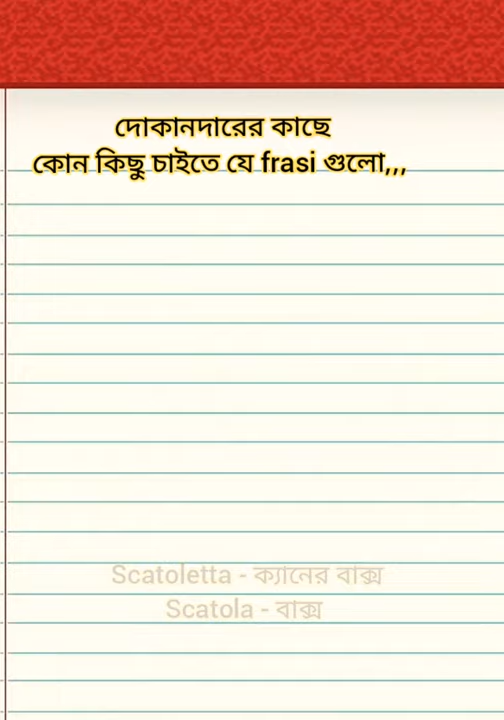 দোকানদারের কাছে
কোন কিছু চাইতে যে frasi গুলো,,,
Scatoletta - ক্যানের বাক্স
Scatola - বাক্স